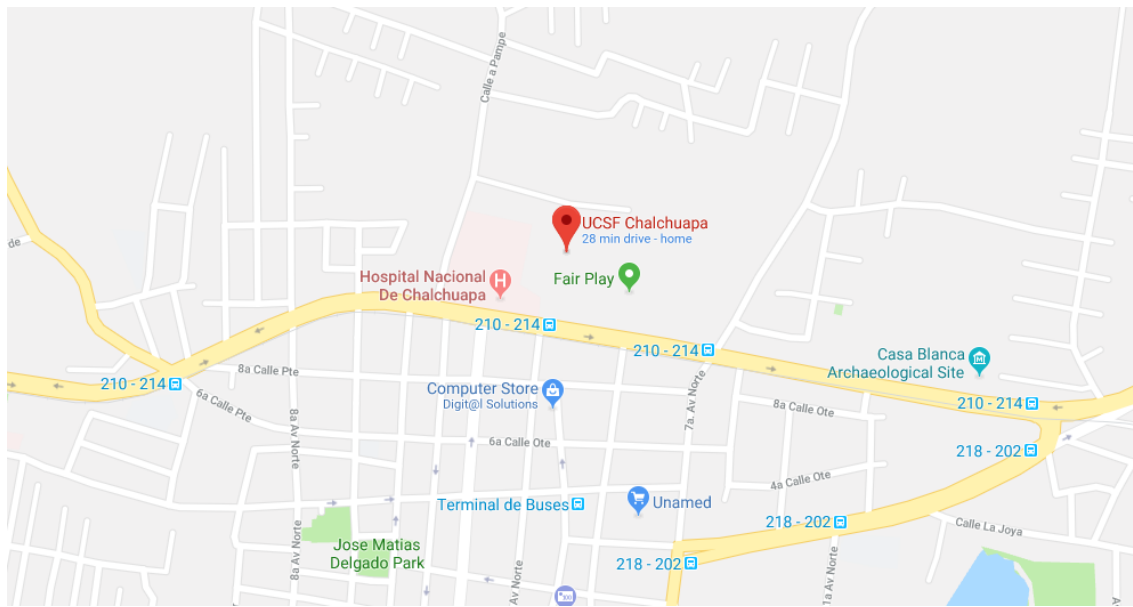 Calle a Pampe
UCSF Chalchuapa
28 min drive - home
de
Hospital Nacional
De Chalchuapa
Fair Play
210 - 214
210 - 214
Casa Blanca
Archaeological Site
8a Calle Pte
210 - 214
6a Calle Pte
Computer Store
Digit@l Solutions
7a. Av Norte
8a Calle Ote
210 - 214
8a Av Norte
6a Calle Ote
218 - 202
4a Calle Ote
Terminal de Buses
Unamed
218 - 202
Calle La Joya
Jose Matias
Delgado Park
8a Av Norte
218 - 202
Av Norte
1a Av Norte